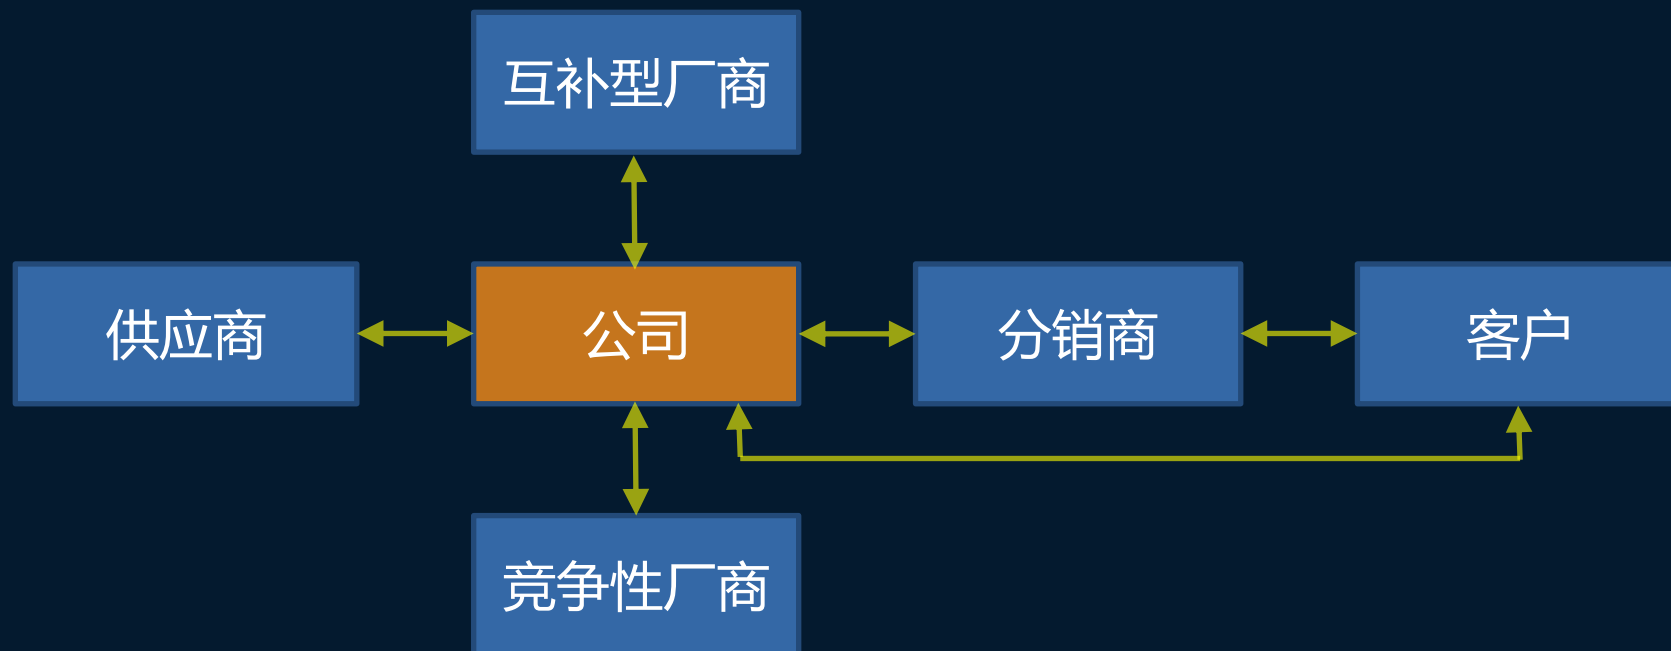 互补型厂商
供应商
公司
分销商
客户
竞争性厂商